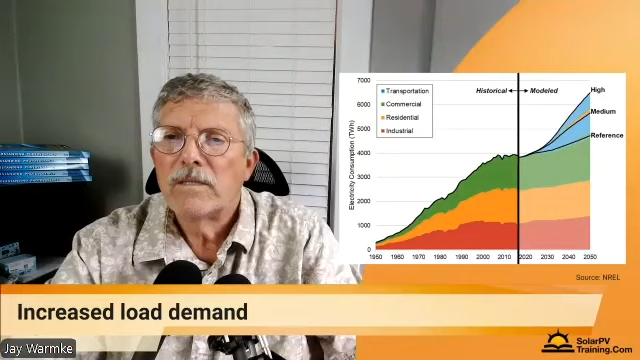 7000
6000
5000
4000
3000
2000
1000
0
Electricity Consumption (TWh)
Transportation
Commercial
Residential
Industrial
Historical
Modeled
High
Medium
Reference
1950 1960 1970 1980 1990 2000 2010 2020 2030 2040 2050
Source: NREL
Increased load demand
Jay Warmke
SolarPV
Training.Com